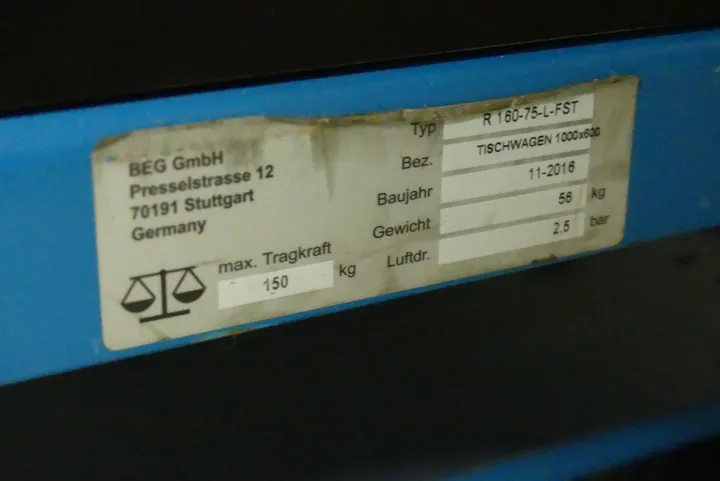 BEG GmbH
Presselstrasse 12
70191 Stuttgart
Germany
max. Tragkraft
150 kg
Typ R 160-75-L-FST
Bez. TISCHWAGEN 1000x600
Baujahr 11-2016
Gewicht 56 kg
Luftdr. 2.5 bar